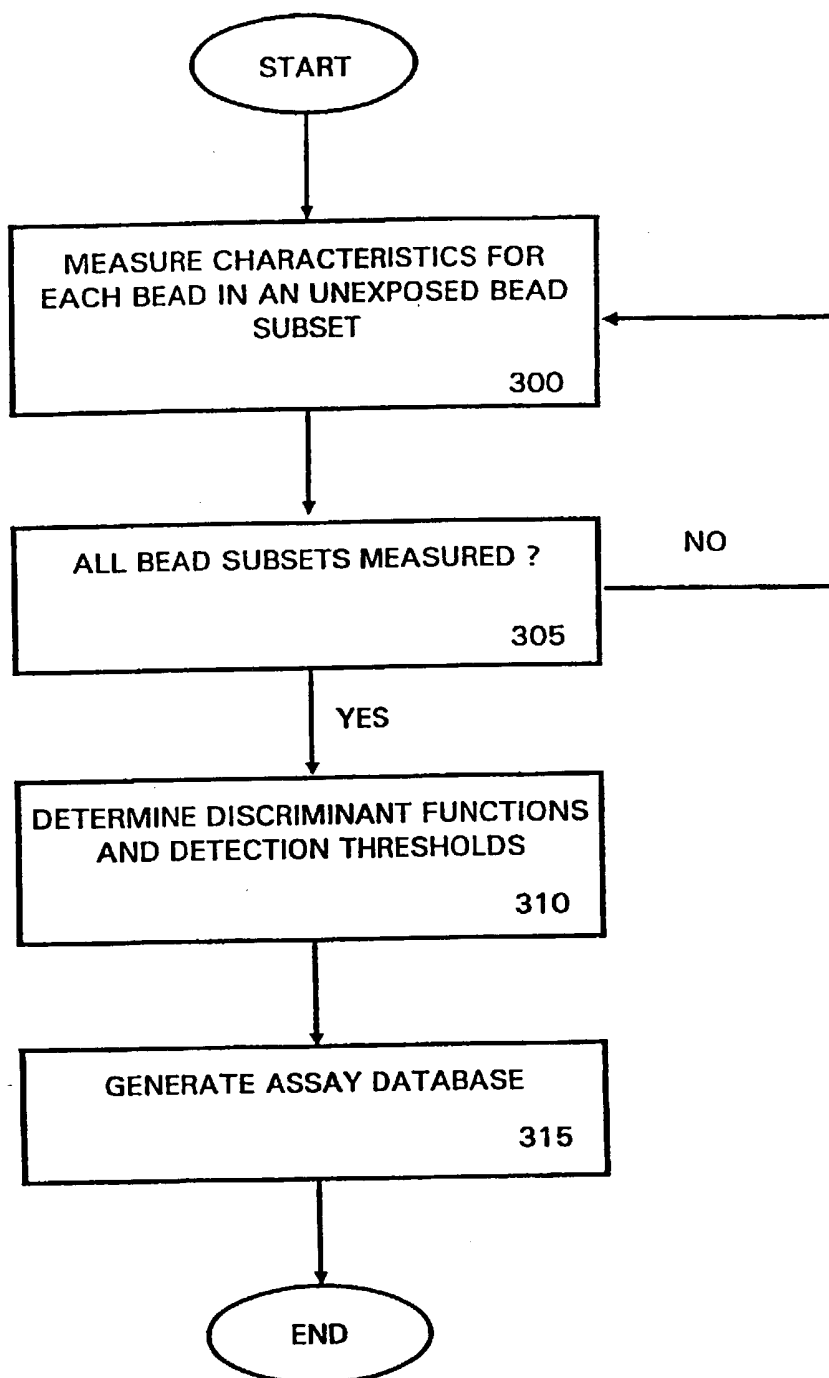 START
MEASURE CHARACTERISTICS FOR
EACH BEAD IN AN UNEXPOSED BEAD
SUBSET
300
ALL BEAD SUBSETS MEASURED ?
NO
305
YES
DETERMINE DISCRIMINANT FUNCTIONS
AND DETECTION THRESHOLDS
310
GENERATE ASSAY DATABASE
315
END